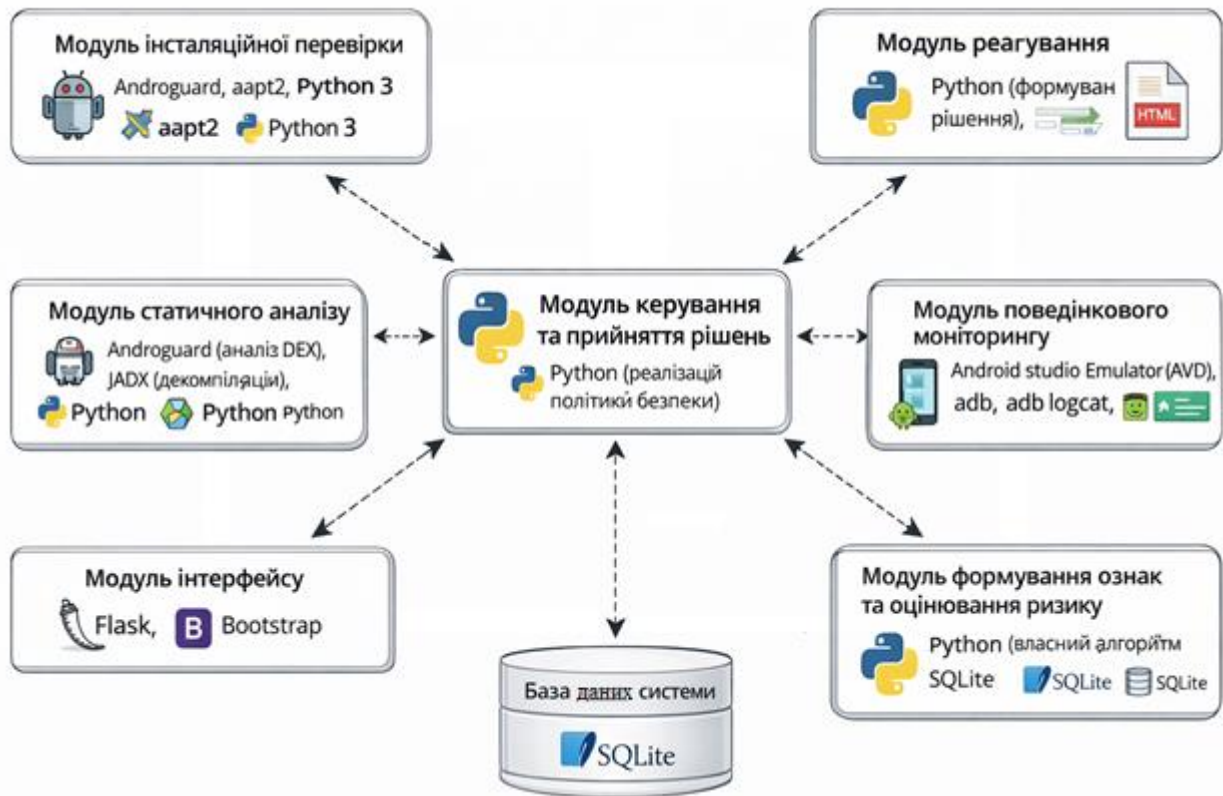 Модуль інсталяційної перевірки
Androguard, aapt2, Python 3
aapt2 Python 3
Модуль реагування
Python (формуван
рішення),
HTML
Модуль статичного аналізу
Androguard (аналіз DEX),
JADX (декомпіляціи),
Python Python Python
Модуль керування
та прийняття рішень
Python (реалізацій
політики безпеки)
Модуль поведінкового
моніторингу
Android studio Emulator (AVD),
adb, adb logcat,
Модуль інтерфейсу
Flask, B Bootstrap
База даних системи
SQLite
Модуль формування ознак
та оцінювання ризику
Python (власний алгорйтм
SQLite SQLite SQLite